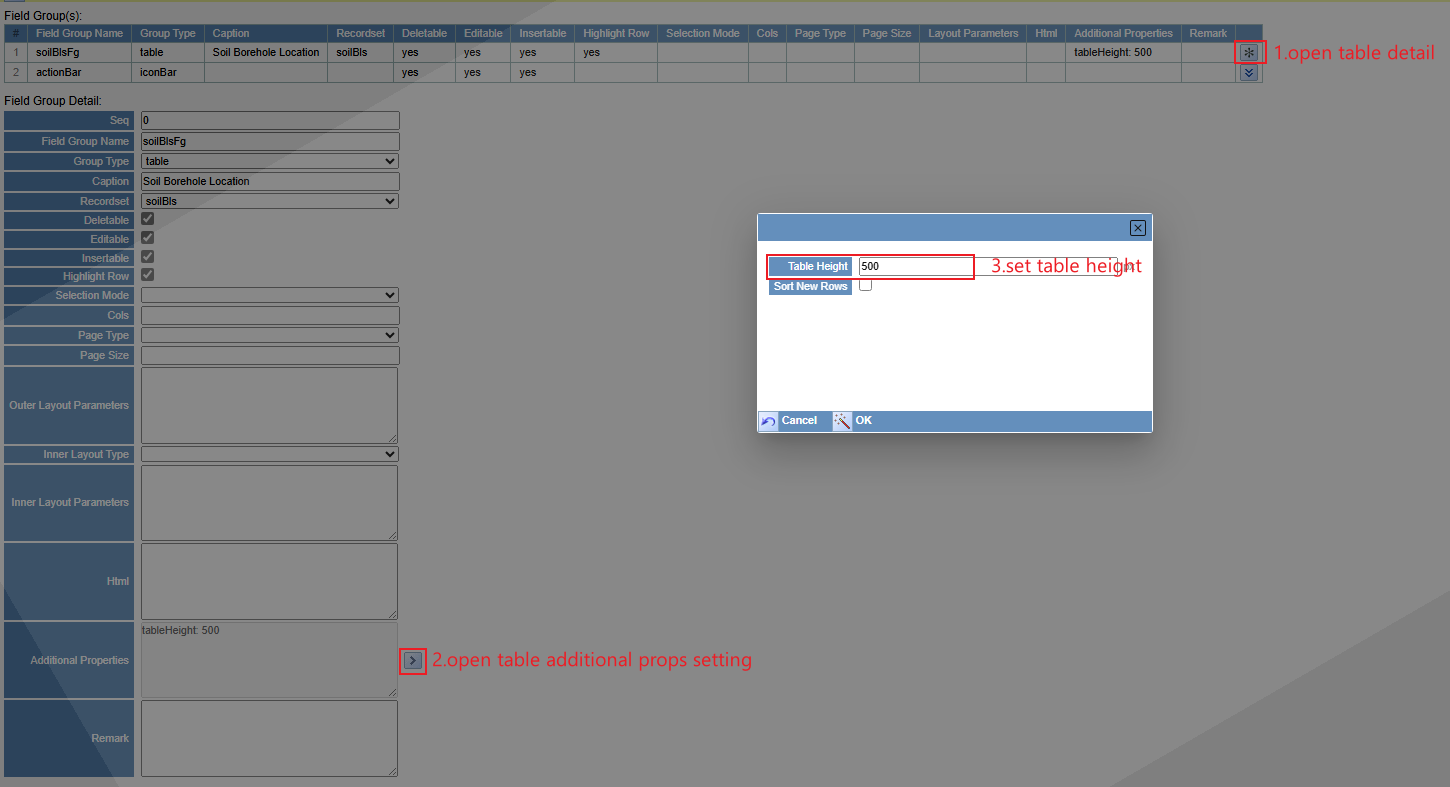 Field Group(s):
# Field Group Name Group Type Caption Recordset Deletable Editable Insertable Highlight Row Selection Mode Cols Page Type Page Size Layout Parameters Html Additional Properties Remark
1 soilBlsFg table Soil Borehole Location soilBls yes yes yes yes tableHeight: 500 1.open table detail
2 actionBar iconBar yes yes yes
Field Group Detail:
Seq 0
Field Group Name soilBlsFg
Group Type table
Caption Soil Borehole Location
Recordset soilBls
Deletable
Editable
Insertable
Highlight Row
Selection Mode
Cols
Page Type
Page Size
Outer Layout Parameters
Inner Layout Type
Inner Layout Parameters
Html
tableHeight: 500
Additional Properties 2.open table additional props setting
Remark
Table Height 500 3.set table height
Sort New Rows
Cancel OK